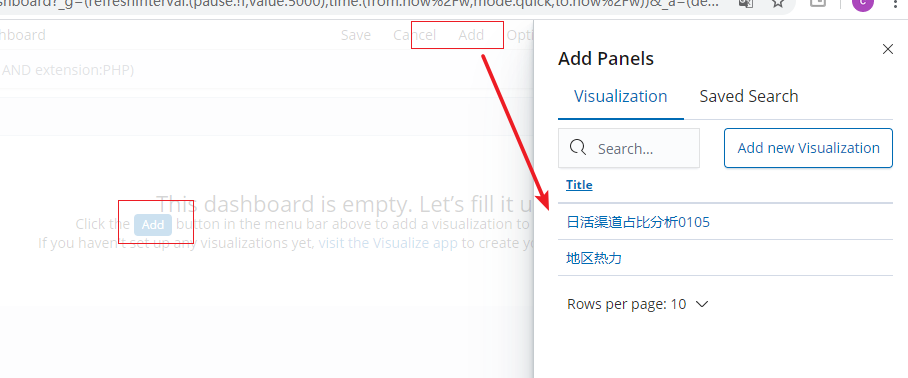 shboard?_g=(refreshInterval:(pause:!f,value:5000),time:(from:now%2Fw,mode:quick,to:now%2Fw))&_a=(de...
shboard
Save Cancel Add Opti
AND extension:PHP)
Add Panels
Visualization Saved Search
Search...
Add new Visualization
Title
日活渠道占比分析0105
地区热力
Rows per page: 10
This dashboard is empty. Let's fill it u
Click the Add button in the menu bar above to add a visualization to
If you haven't set up any visualizations yet, visit the Visualize app to create yo